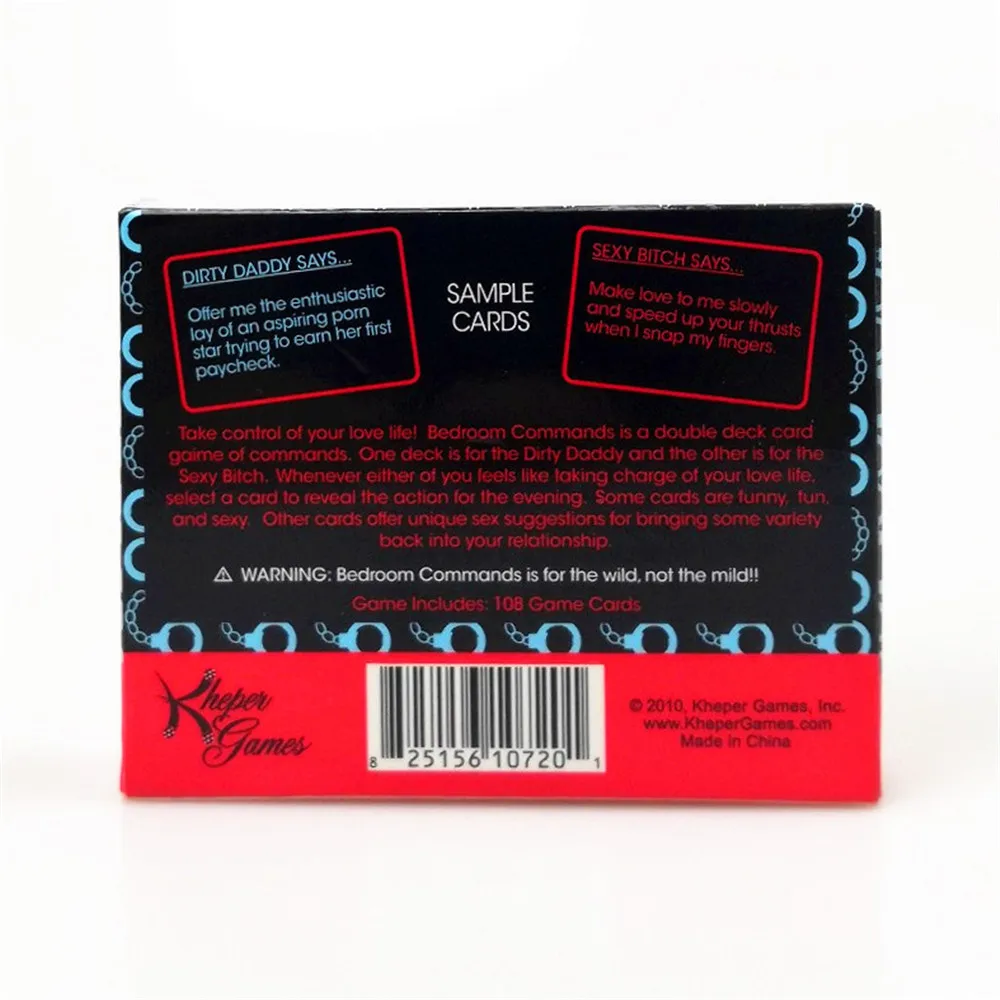 DIRTY DADDY SAYS...
Offer me the enthusiastic
lay of an aspiring porn
star trying to earn her first
paycheck.
SAMPLE
CARDS
SEXY BITCH SAYS...
Make love to me slowly
and speed up your thrusts
when I snap my fingers.
Take control of your love life! Bedroom Commands is a double deck card
gaime of commands. One deck is for the Dirty Daddy and the other is for the
Sexy Bitch. Whenever either of you feels like taking charge of your love life,
select a card to reveal the action for the evening. Some cards are funny, fun,
and sexy. Other cards offer unique sex suggestions for bringing some variety
back into your relationship.
⚠ WARNING: Bedroom Commands is for the wild, not the mild!!
Game Includes: 108 Game Cards
Kheper
Games
8 25156 10720 1
© 2010, Kheper Games, Inc.
www.KheperGames.com
Made in China